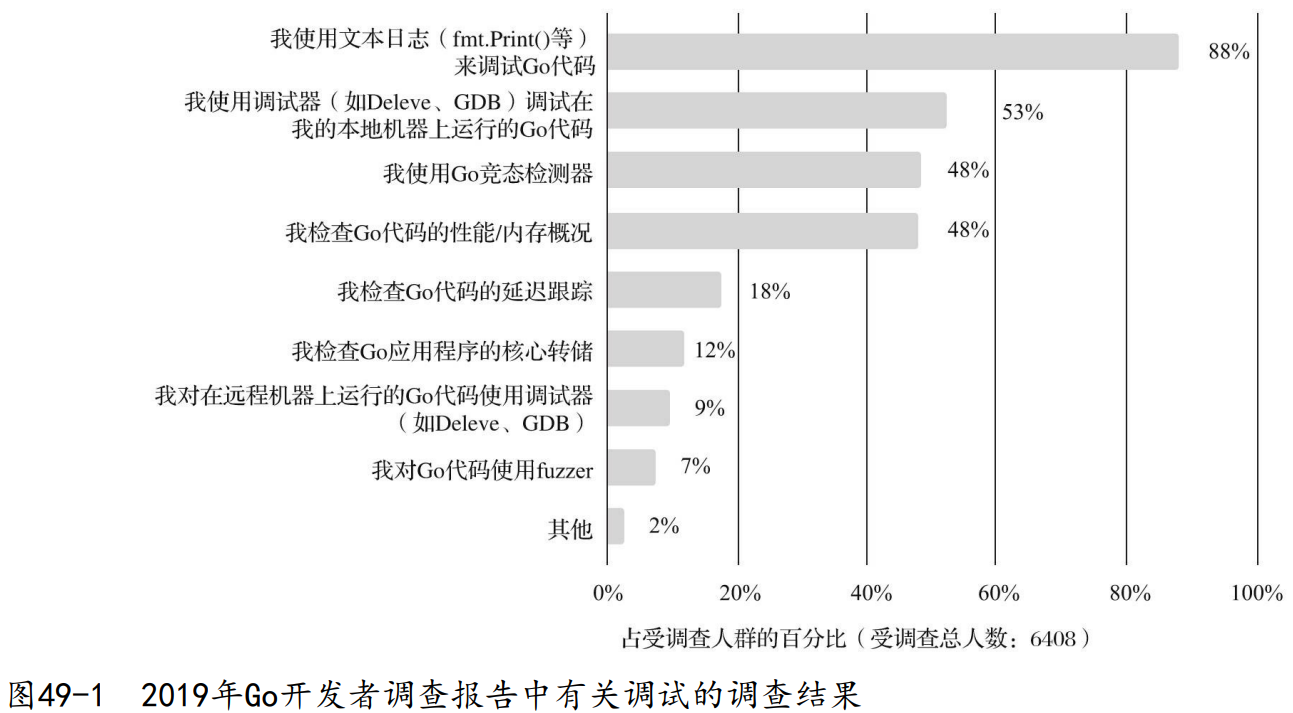 我使用文本日志（fmt.Print()等）
来调试Go代码
88%
我使用调试器（如Deleve、GDB）调试在
我的本地机器上运行的Go代码
53%
我使用Go竞态检测器
48%
我检查Go代码的性能/内存概况
48%
我检查Go代码的延迟跟踪
18%
我检查Go应用程序的核心转储
12%
我对在远程机器上运行的Go代码使用调试器
（如Deleve、GDB）
9%
我对Go代码使用fuzzer
7%
其他
2%
0% 20% 40% 60% 80% 100%
占受调查人群的百分比（受调查总人数：6408）
图49-1 2019年Go开发者调查报告中有关调试的调查结果